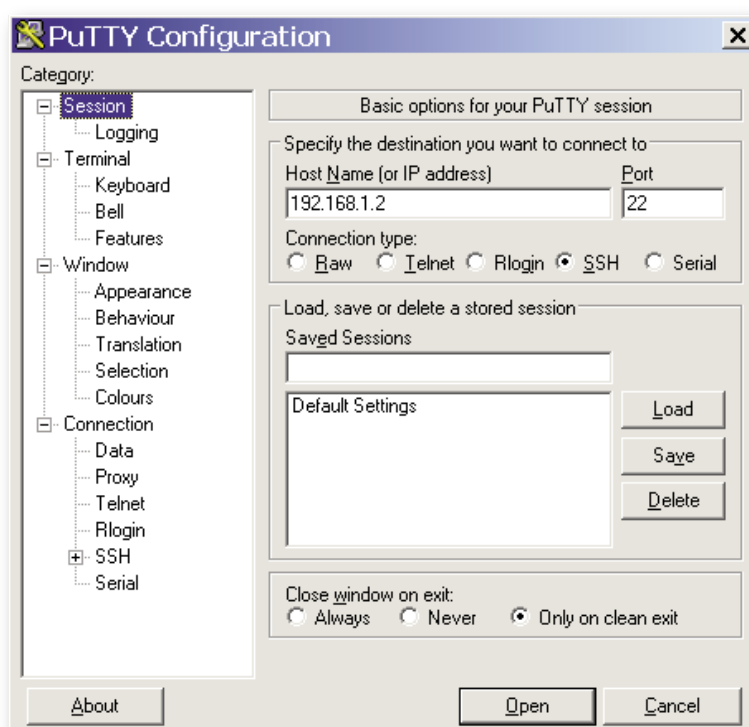 PuTTY Configuration
Category:
Session
Logging
Terminal
Keyboard
Bell
Features
Window
Appearance
Behaviour
Translation
Selection
Colours
Connection
Data
Proxy
Telnet
Rlogin
SSH
Serial
Basic options for your PuTTY session
Specify the destination you want to connect to
Host Name (or IP address) Port
192.168.1.2 22
Connection type:
Raw Telnet Rlogin SSH Serial
Load, save or delete a stored session
Saved Sessions
Default Settings
Load
Save
Delete
Close window on exit:
Always Never Only on clean exit
About Open Cancel